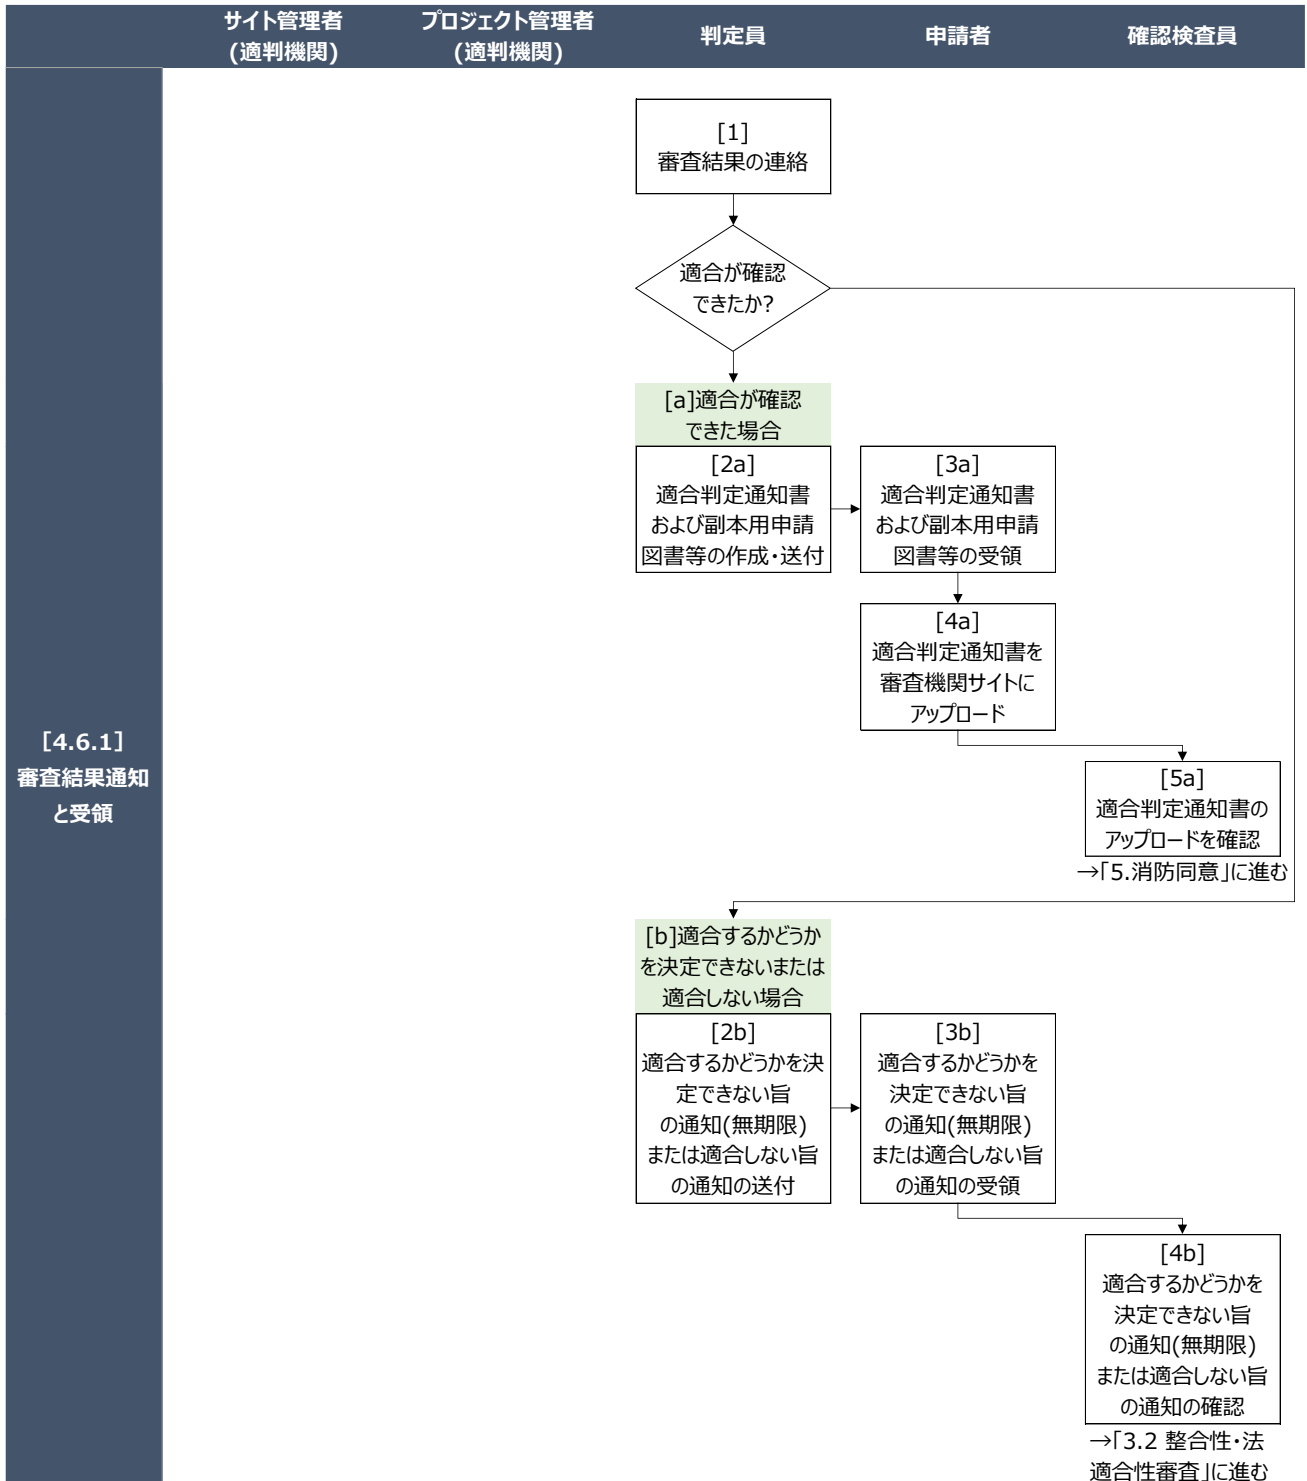 サイト管理者
(適判機関)
プロジェクト管理者
(適判機関)
判定員
申請者
確認検査員
[4.6.1]
審査結果通知
と受領
[1]
審査結果の連絡
適合が確認
できたか?
[a]適合が確認
できた場合
[2a]
適合判定通知書
および副本用申請
図書等の作成・送付
[3a]
適合判定通知書
および副本用申請
図書等の受領
[4a]
適合判定通知書を
審査機関サイトに
アップロード
[5a]
適合判定通知書の
アップロードを確認
→「5.消防同意」に進む
[b]適合するかどうか
を決定できないまたは
適合しない場合
[2b]
適合するかどうかを決
定できない旨
の通知(無期限)
または適合しない旨
の通知の送付
[3b]
適合するかどうかを
決定できない旨
の通知(無期限)
または適合しない旨
の通知の受領
[4b]
適合するかどうかを
決定できない旨
の通知(無期限)
または適合しない旨
の通知の確認
→「3.2 整合性・法
適合性審査」に進む